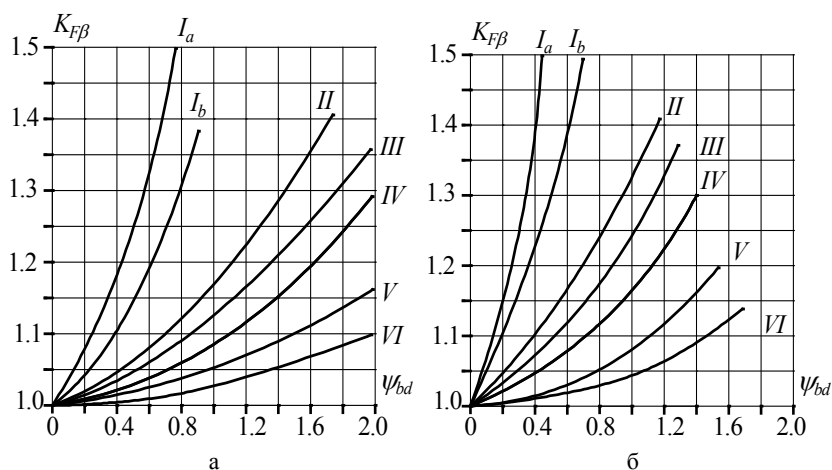 K_Fβ
1.5
1.4
1.3
1.2
1.1
1.0
I_a
I_b
II
III
IV
V
VI
ψ_bd
0 0.4 0.8 1.2 1.6 2.0
а
K_Fβ
1.5
1.4
1.3
1.2
1.1
1.0
I_a
I_b
II
III
IV
V
VI
ψ_bd
0 0.4 0.8 1.2 1.6 2.0
б